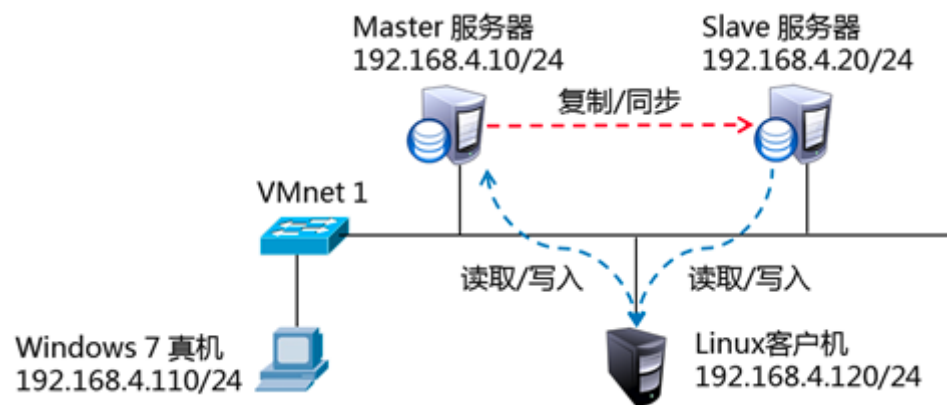 Master 服务器
192.168.4.10/24
Slave 服务器
192.168.4.20/24
复制/同步
VMnet 1
读取/写入
读取/写入
Windows 7 真机
192.168.4.110/24
Linux客户机
192.168.4.120/24